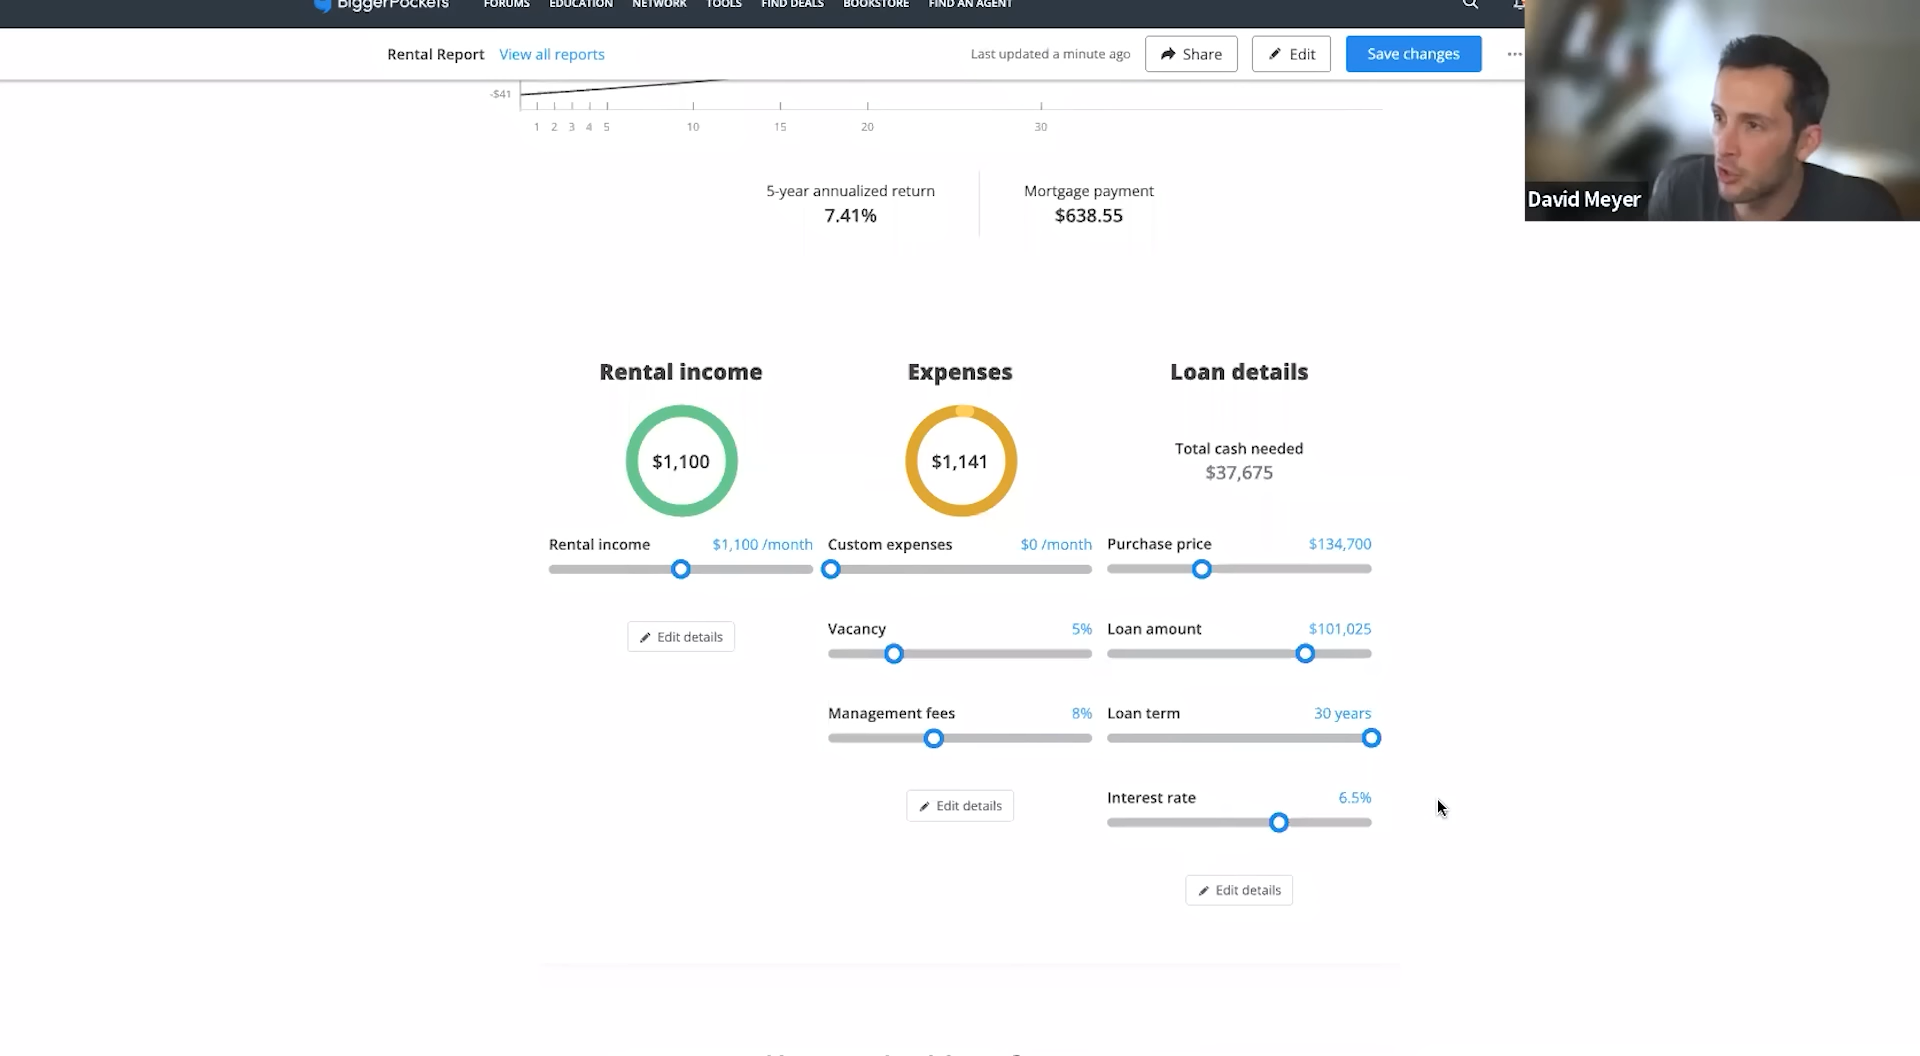 BiggerPockets FORUMS EDUCATION NETWORK TOOLS FIND DEALS BOOKSTORE FIND AN AGENT
Rental Report View all reports Last updated a minute ago Share Edit Save changes ...
-$41
1 2 3 4 5 10 15 20 30
David Meyer
5-year annualized return Mortgage payment
7.41% $638.55
Rental income Expenses Loan details
$1,100 $1,141 Total cash needed
$37,675
Rental income $1,100 /month Custom expenses $0 /month Purchase price $134,700
Edit details Vacancy 5% Loan amount $101,025
Management fees 8% Loan term 30 years
Edit details Interest rate 6.5%
Edit details